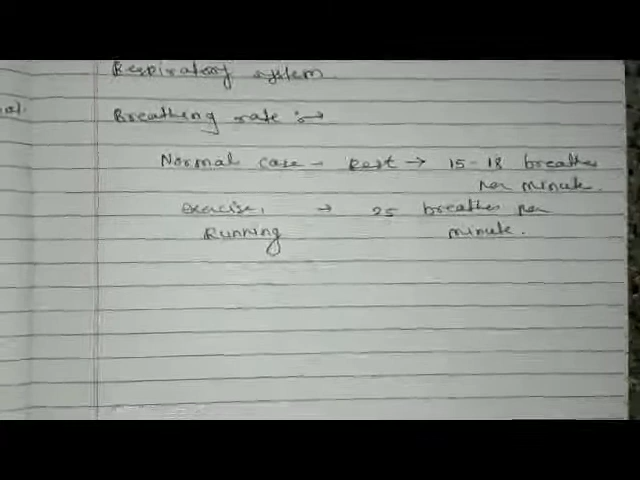 Respiratory system
Breathing rate :→
Normal case - Rest → 15-18 breathes
per minute.
Exercise, → 25 breathes per
Running minute.